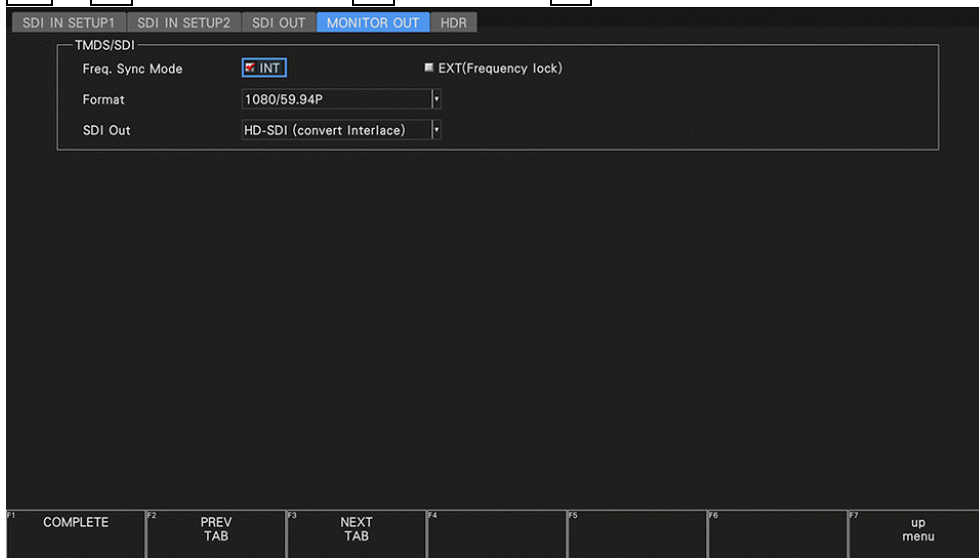 SDI IN SETUP1 SDI IN SETUP2 SDI OUT MONITOR OUT HDR
TMDS/SDI
Freq. Sync Mode INT EXT(Frequency lock)
Format 1080/59.94P
SDI Out HD-SDI (convert Interlace)
F1 COMPLETE F2 PREV TAB F3 NEXT TAB F4 F5 F6 F7 up menu